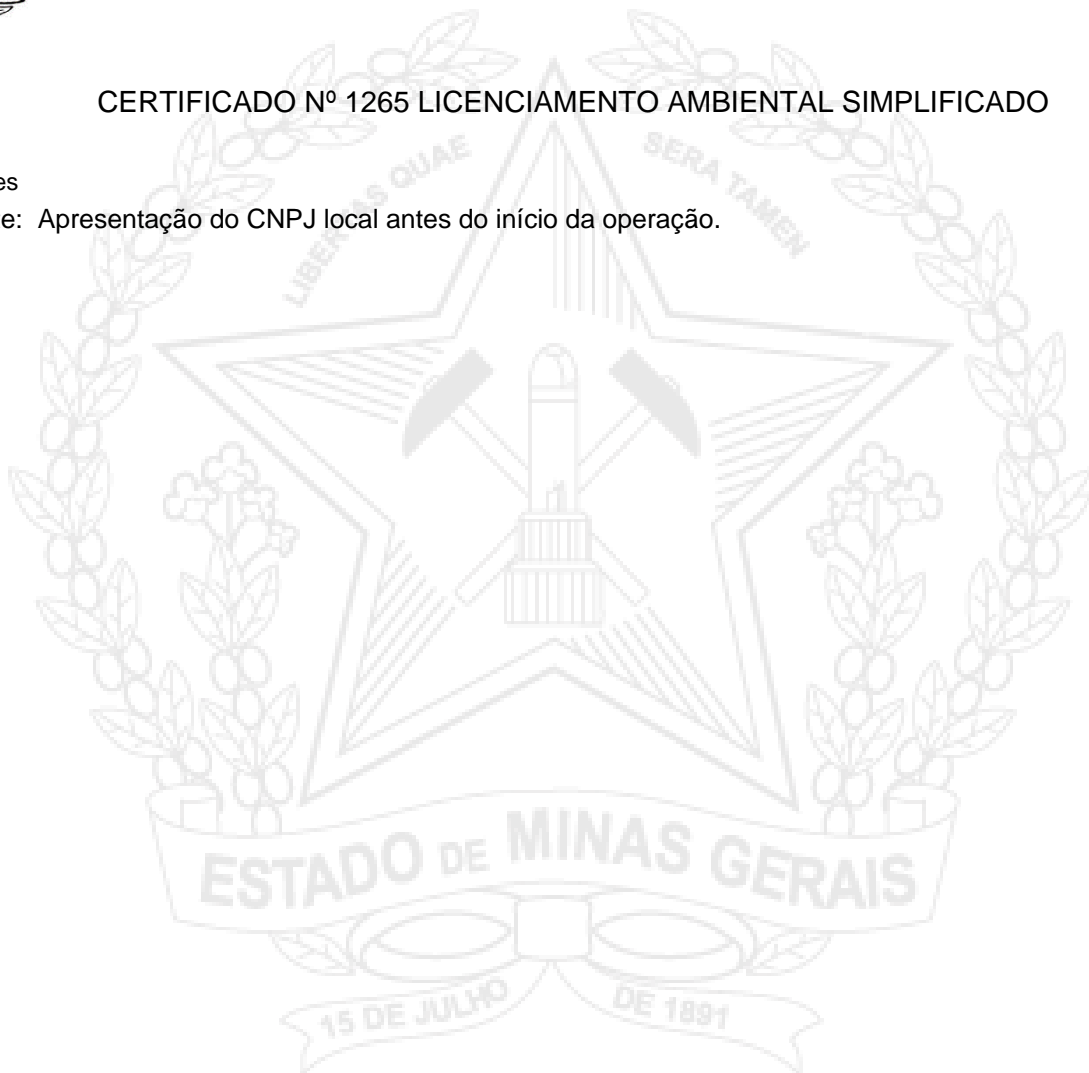 CERTIFICADO Nº 1265 LICENCIAMENTO AMBIENTAL SIMPLIFICADO
es
e: Apresentação do CNPJ local antes do início da operação.
LIBERTAS QUAE SERA TAMEN
ESTADO DE MINAS GERAIS
15 DE JULHO DE 1891